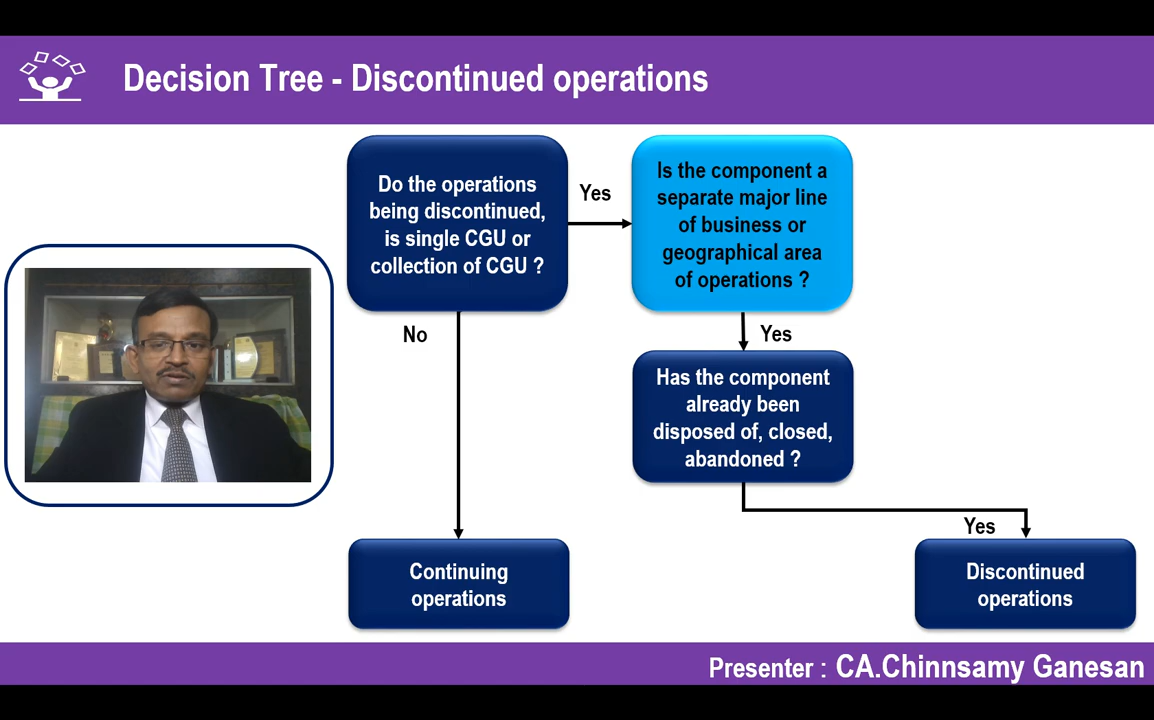 Decision Tree - Discontinued operations
Do the operations
being discontinued,
is single CGU or
collection of CGU ?
Yes
Is the component a
separate major line
of business or
geographical area
of operations ?
No
Yes
Has the component
already been
disposed of, closed,
abandoned ?
Yes
Continuing
operations
Discontinued
operations
Presenter : CA.Chinnsamy Ganesan